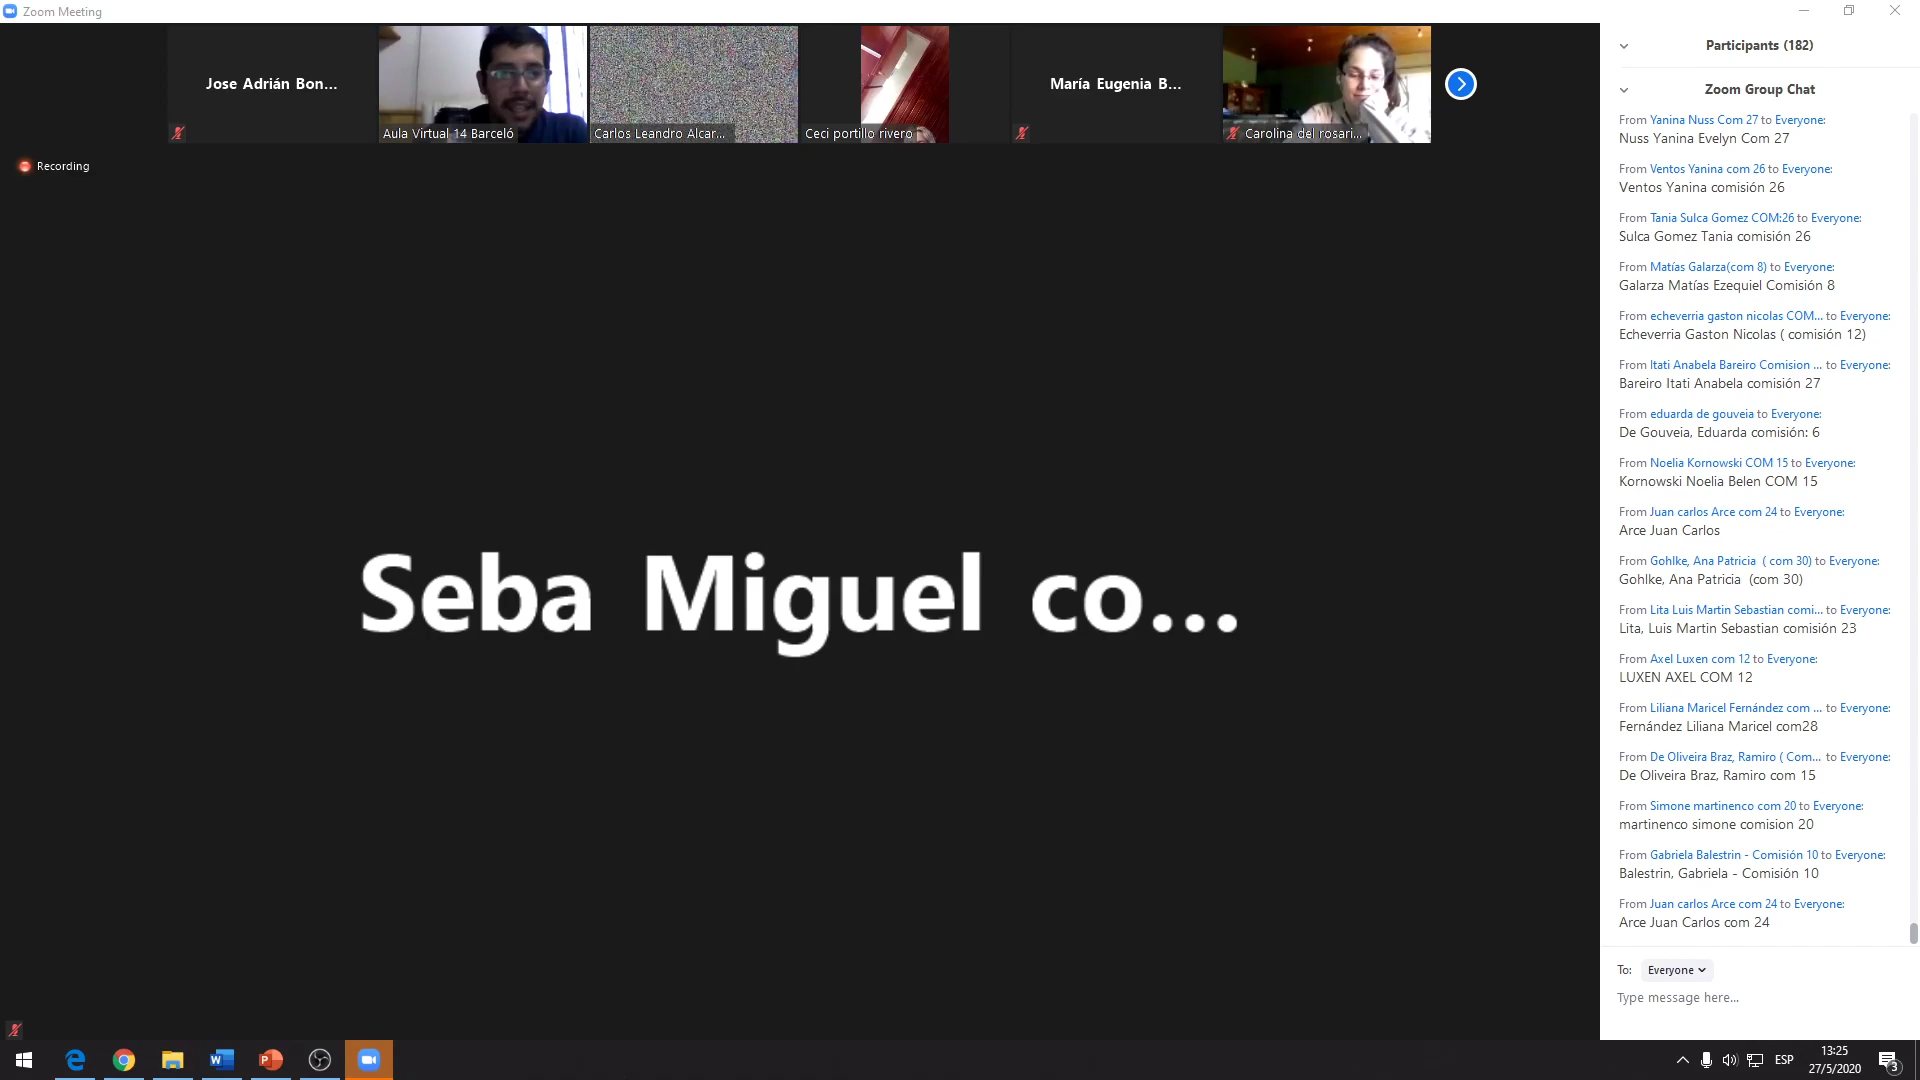 Zoom Meeting
Jose Adrián Bon...
Aula Virtual 14 Barceló
Carlos Leandro Alcar...
Ceci portillo rivero
María Eugenia B...
Carolina del rosari...
Recording
Seba Miguel co...
Participants (182)
Zoom Group Chat
From Yanina Nuss Com 27 to Everyone:
Nuss Yanina Evelyn Com 27
From Ventos Yanina com 26 to Everyone:
Ventos Yanina comisión 26
From Tania Sulca Gomez COM:26 to Everyone:
Sulca Gomez Tania comisión 26
From Matías Galarza(com 8) to Everyone:
Galarza Matías Ezequiel Comisión 8
From echeverria gaston nicolas COM... to Everyone:
Echeverria Gaston Nicolas ( comisión 12)
From Itati Anabela Bareiro Comision ... to Everyone:
Bareiro Itati Anabela comisión 27
From eduarda de gouveia to Everyone:
De Gouveia, Eduarda comisión: 6
From Noelia Kornowski COM 15 to Everyone:
Kornowski Noelia Belen COM 15
From Juan carlos Arce com 24 to Everyone:
Arce Juan Carlos
From Gohlke, Ana Patricia  ( com 30) to Everyone:
Gohlke, Ana Patricia  (com 30)
From Lita Luis Martin Sebastian comi... to Everyone:
Lita, Luis Martin Sebastian comisión 23
From Axel Luxen com 12 to Everyone:
LUXEN AXEL COM 12
From Liliana Maricel Fernández com ... to Everyone:
Fernández Liliana Maricel com28
From De Oliveira Braz, Ramiro ( Com... to Everyone:
De Oliveira Braz, Ramiro com 15
From Simone martinenco com 20 to Everyone:
martinenco simone comision 20
From Gabriela Balestrin - Comisión 10 to Everyone:
Balestrin, Gabriela - Comisión 10
From Juan carlos Arce com 24 to Everyone:
Arce Juan Carlos com 24
To: Everyone
Type message here...
ESP
13:25
27/5/2020
3